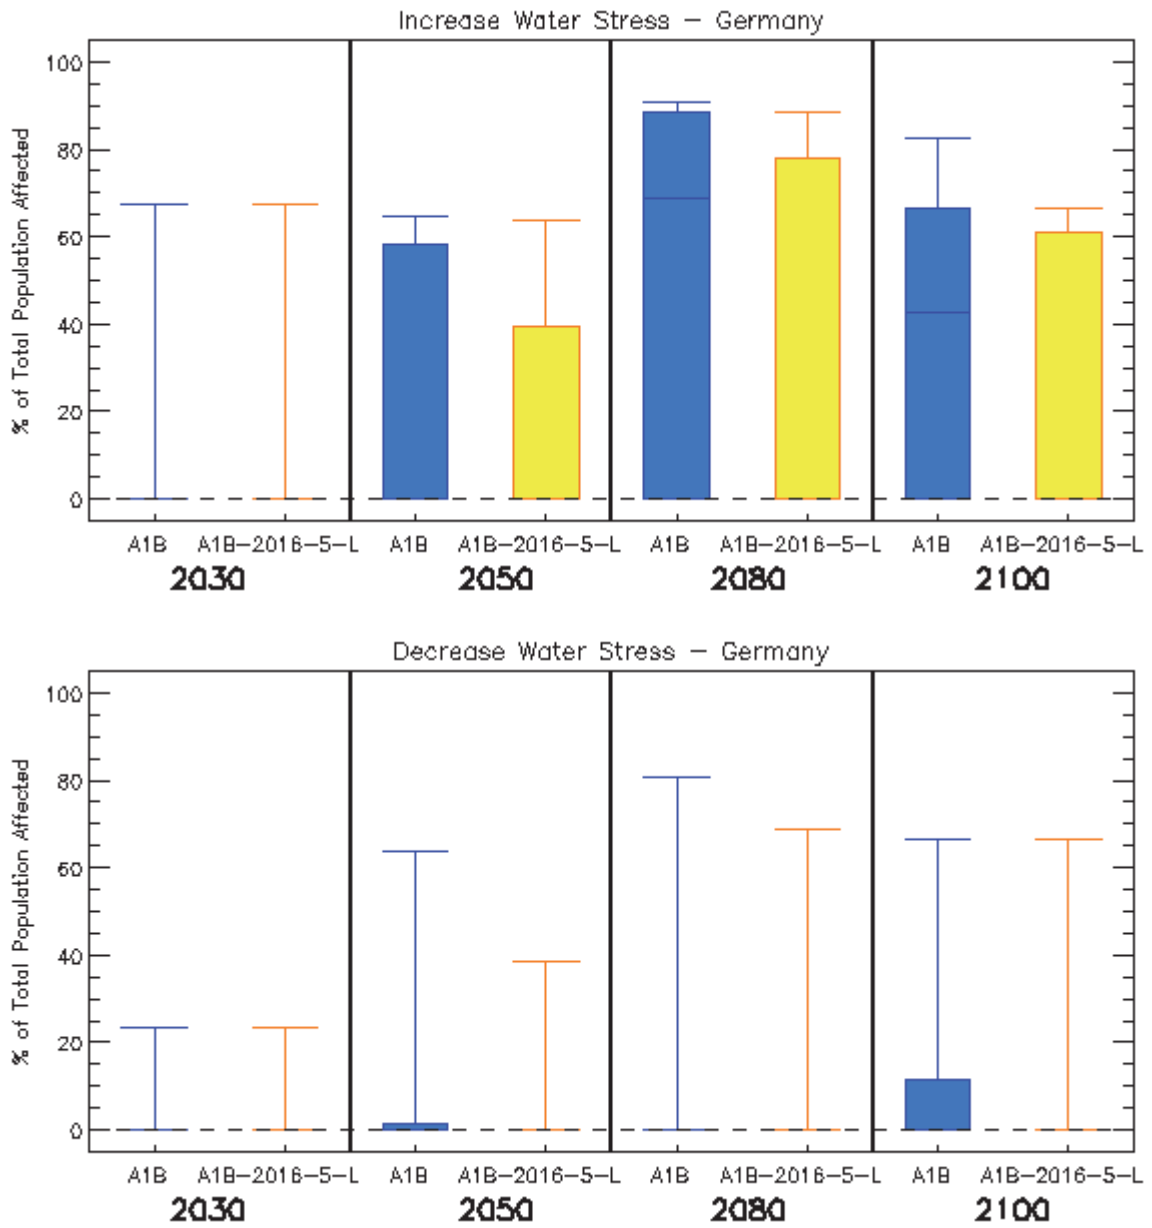 Increase Water Stress – Germany
% of Total Population Affected
100
80
60
40
20
0
A1B A1B-2016-5-L A1B A1B-2016-5-L A1B A1B-2016-5-L A1B A1B-2016-5-L
2030 2050 2080 2100
Decrease Water Stress – Germany
% of Total Population Affected
100
80
60
40
20
0
A1B A1B-2016-5-L A1B A1B-2016-5-L A1B A1B-2016-5-L A1B A1B-2016-5-L
2030 2050 2080 2100